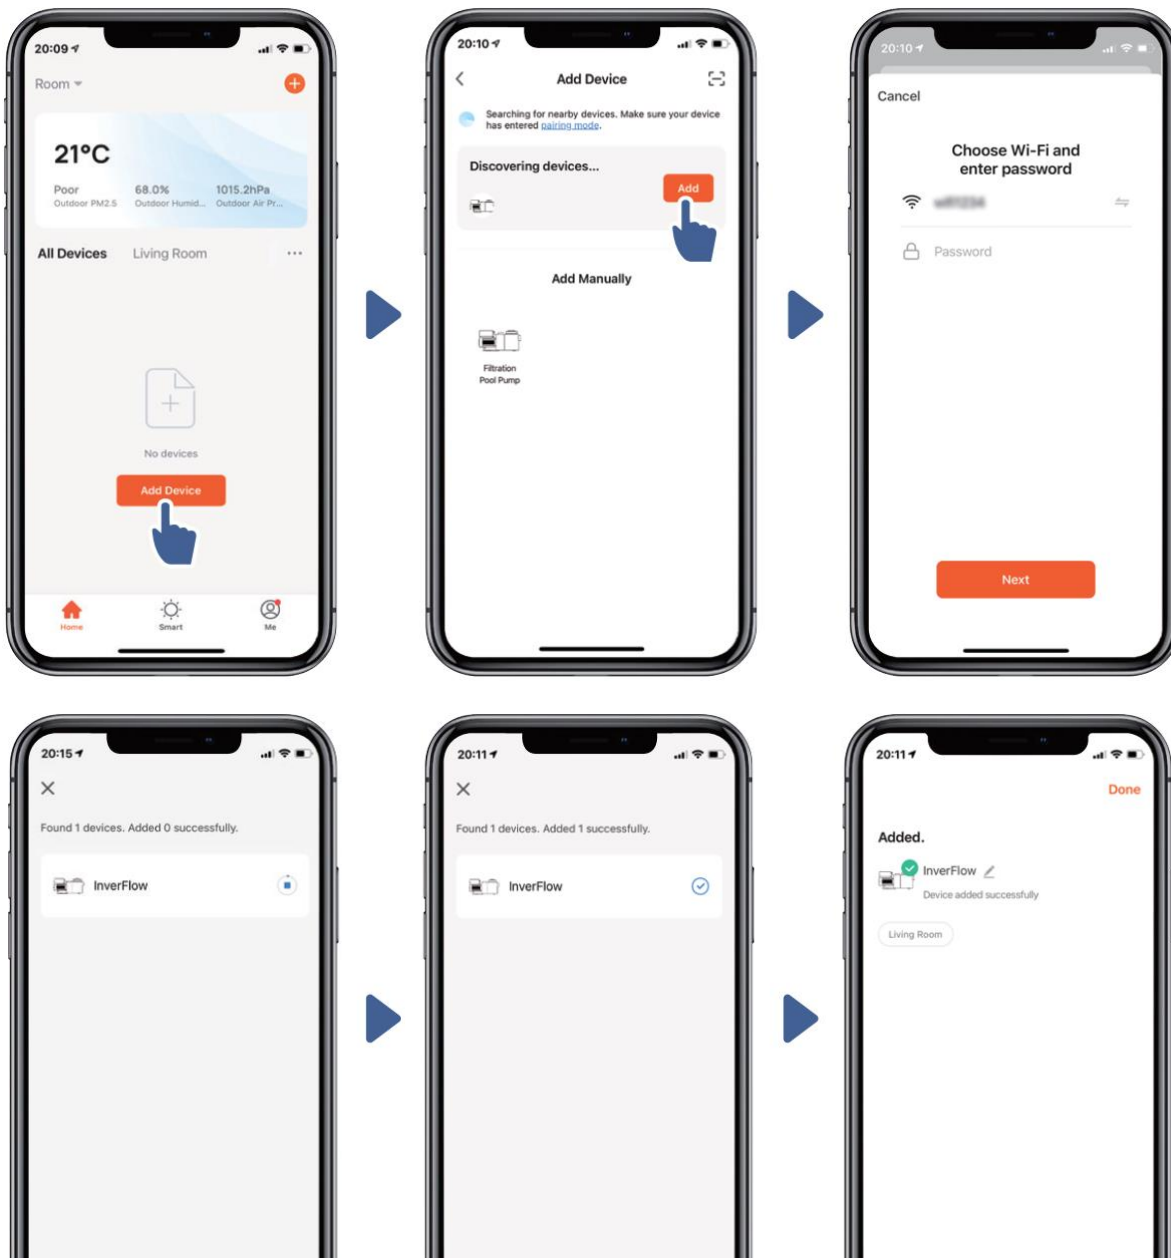 20:09
Room
21°C
Poor 68.0% 1015.2hPa
Outdoor PM2.5 Outdoor Humid... Outdoor Air Pr...
All Devices Living Room ...
No devices
Add Device
Home Smart Me
20:10
Add Device
Searching for nearby devices. Make sure your device
has entered pairing mode.
Discovering devices...
Add
Add Manually
Filtration
Pool Pump
20:10
Cancel
Choose Wi-Fi and
enter password
Password
Next
20:15
Found 1 devices. Added 0 successfully.
InverFlow
20:11
Found 1 devices. Added 1 successfully.
InverFlow
20:11
Done
Added.
InverFlow
Device added successfully
Living Room